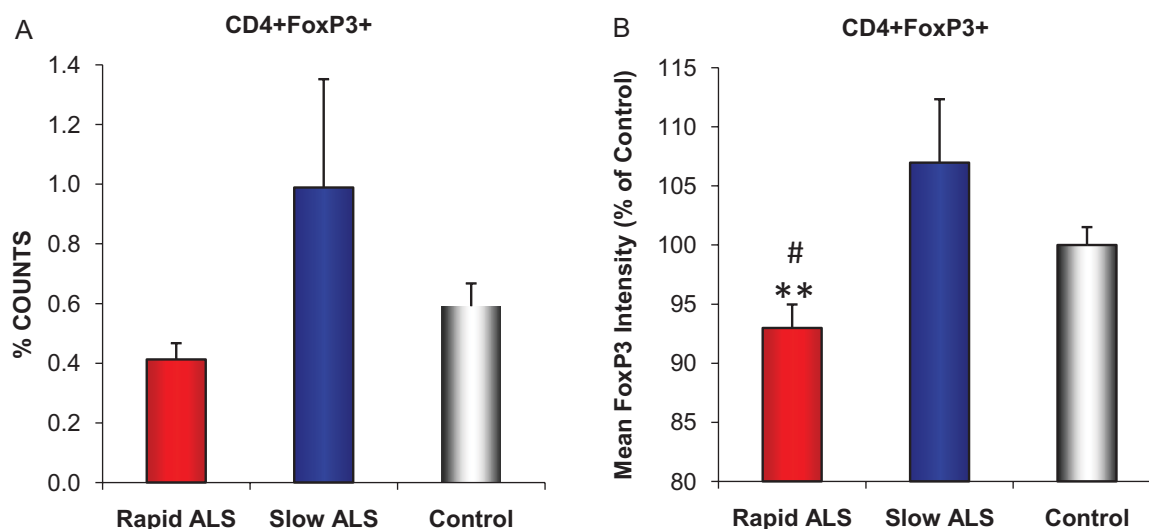 A
CD4+FoxP3+
% COUNTS
1.4
1.2
1.0
0.8
0.6
0.4
0.2
0.0
Rapid ALS
Slow ALS
Control
B
CD4+FoxP3+
Mean FoxP3 Intensity (% of Control)
115
110
105
100
95
90
85
80
#
**
Rapid ALS
Slow ALS
Control